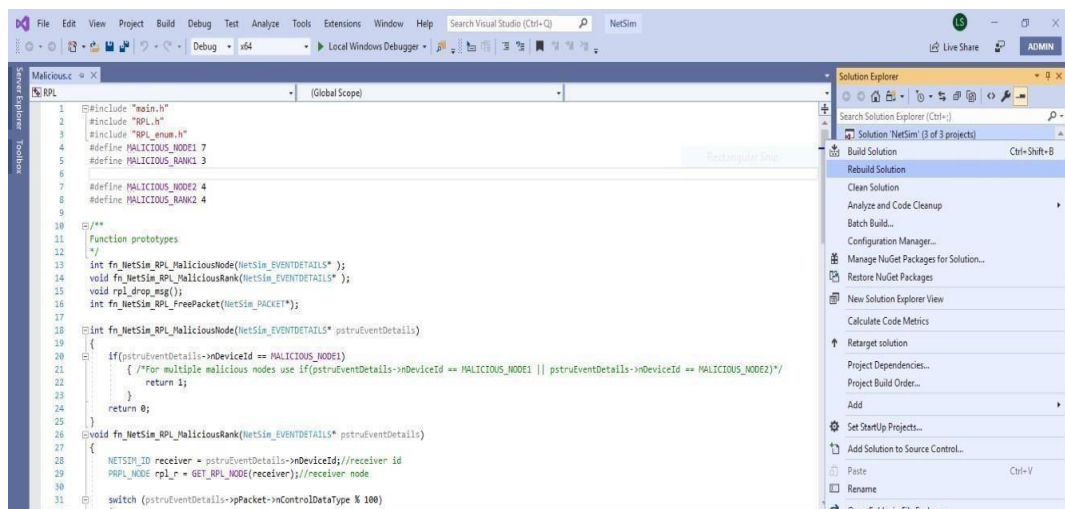 File Edit View Project Build Debug Test Analyze Tools Extensions Window Help Search Visual Studio (Ctrl+Q) NetSim LS
Debug x64 Local Windows Debugger Live Share ADMIN
Server Explorer
Toolbox
Malicious.c
RPL (Global Scope)
1 #include "main.h"
2 #include "RPL.h"
3 #include "RPL_enum.h"
4 #define MALICIOUS_NODE1 7
5 #define MALICIOUS_RANK1 3
6
7 #define MALICIOUS_NODE2 4
8 #define MALICIOUS_RANK2 4
9
10 /**
11 Function prototypes
12 */
13 int fn_NetSim_RPL_MaliciousNode(NetSim_EVENTDETAILS* );
14 void fn_NetSim_RPL_MaliciousRank(NetSim_EVENTDETAILS* );
15 void rpl_drop_msg();
16 int fn_NetSim_RPL_FreePacket(NetSim_PACKET*);
17
18 int fn_NetSim_RPL_MaliciousNode(NetSim_EVENTDETAILS* pstruEventDetails)
19 {
20 if(pstruEventDetails->nDeviceId == MALICIOUS_NODE1)
21 { /*For multiple malicious nodes use if(pstruEventDetails->nDeviceId == MALICIOUS_NODE1 || pstruEventDetails->nDeviceId == MALICIOUS_NODE2)*/
22 return 1;
23 }
24 return 0;
25 }
26 void fn_NetSim_RPL_MaliciousRank(NetSim_EVENTDETAILS* pstruEventDetails)
27 {
28 NETSIM_ID receiver = pstruEventDetails->nDeviceId;//receiver id
29 PRPL_NODE rpl_r = GET_RPL_NODE(receiver);//receiver node
30
31 switch (pstruEventDetails->pPacket->nControlDataType % 100)
Rectangular Snip
Solution Explorer
Search Solution Explorer (Ctrl+;)
Solution 'NetSim' (3 of 3 projects)
Build Solution Ctrl+Shift+B
Rebuild Solution
Clean Solution
Analyze and Code Cleanup
Batch Build...
Configuration Manager...
Manage NuGet Packages for Solution...
Restore NuGet Packages
New Solution Explorer View
Calculate Code Metrics
Retarget solution
Project Dependencies...
Project Build Order...
Add
Set StartUp Projects...
Add Solution to Source Control...
Paste Ctrl+V
Rename